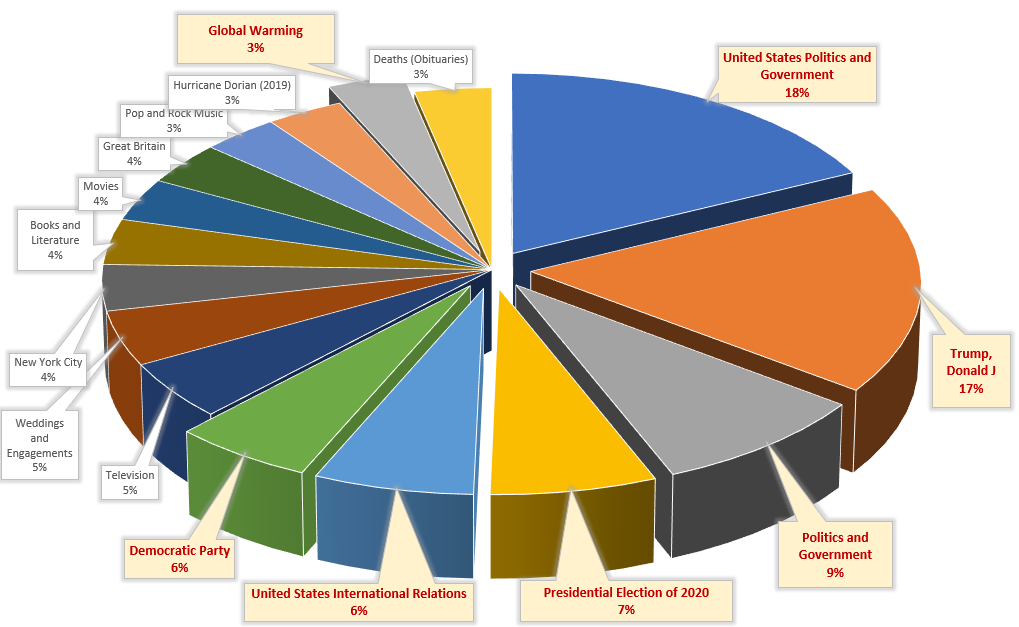 Global Warming
3%
Deaths (Obituaries)
3%
United States Politics and
Government
18%
Hurricane Dorian (2019)
3%
Pop and Rock Music
3%
Great Britain
4%
Movies
4%
Books and
Literature
4%
New York City
4%
Weddings
and
Engagements
5%
Television
5%
Trump,
Donald J
17%
Democratic Party
6%
United States International Relations
6%
Presidential Election of 2020
7%
Politics and
Government
9%